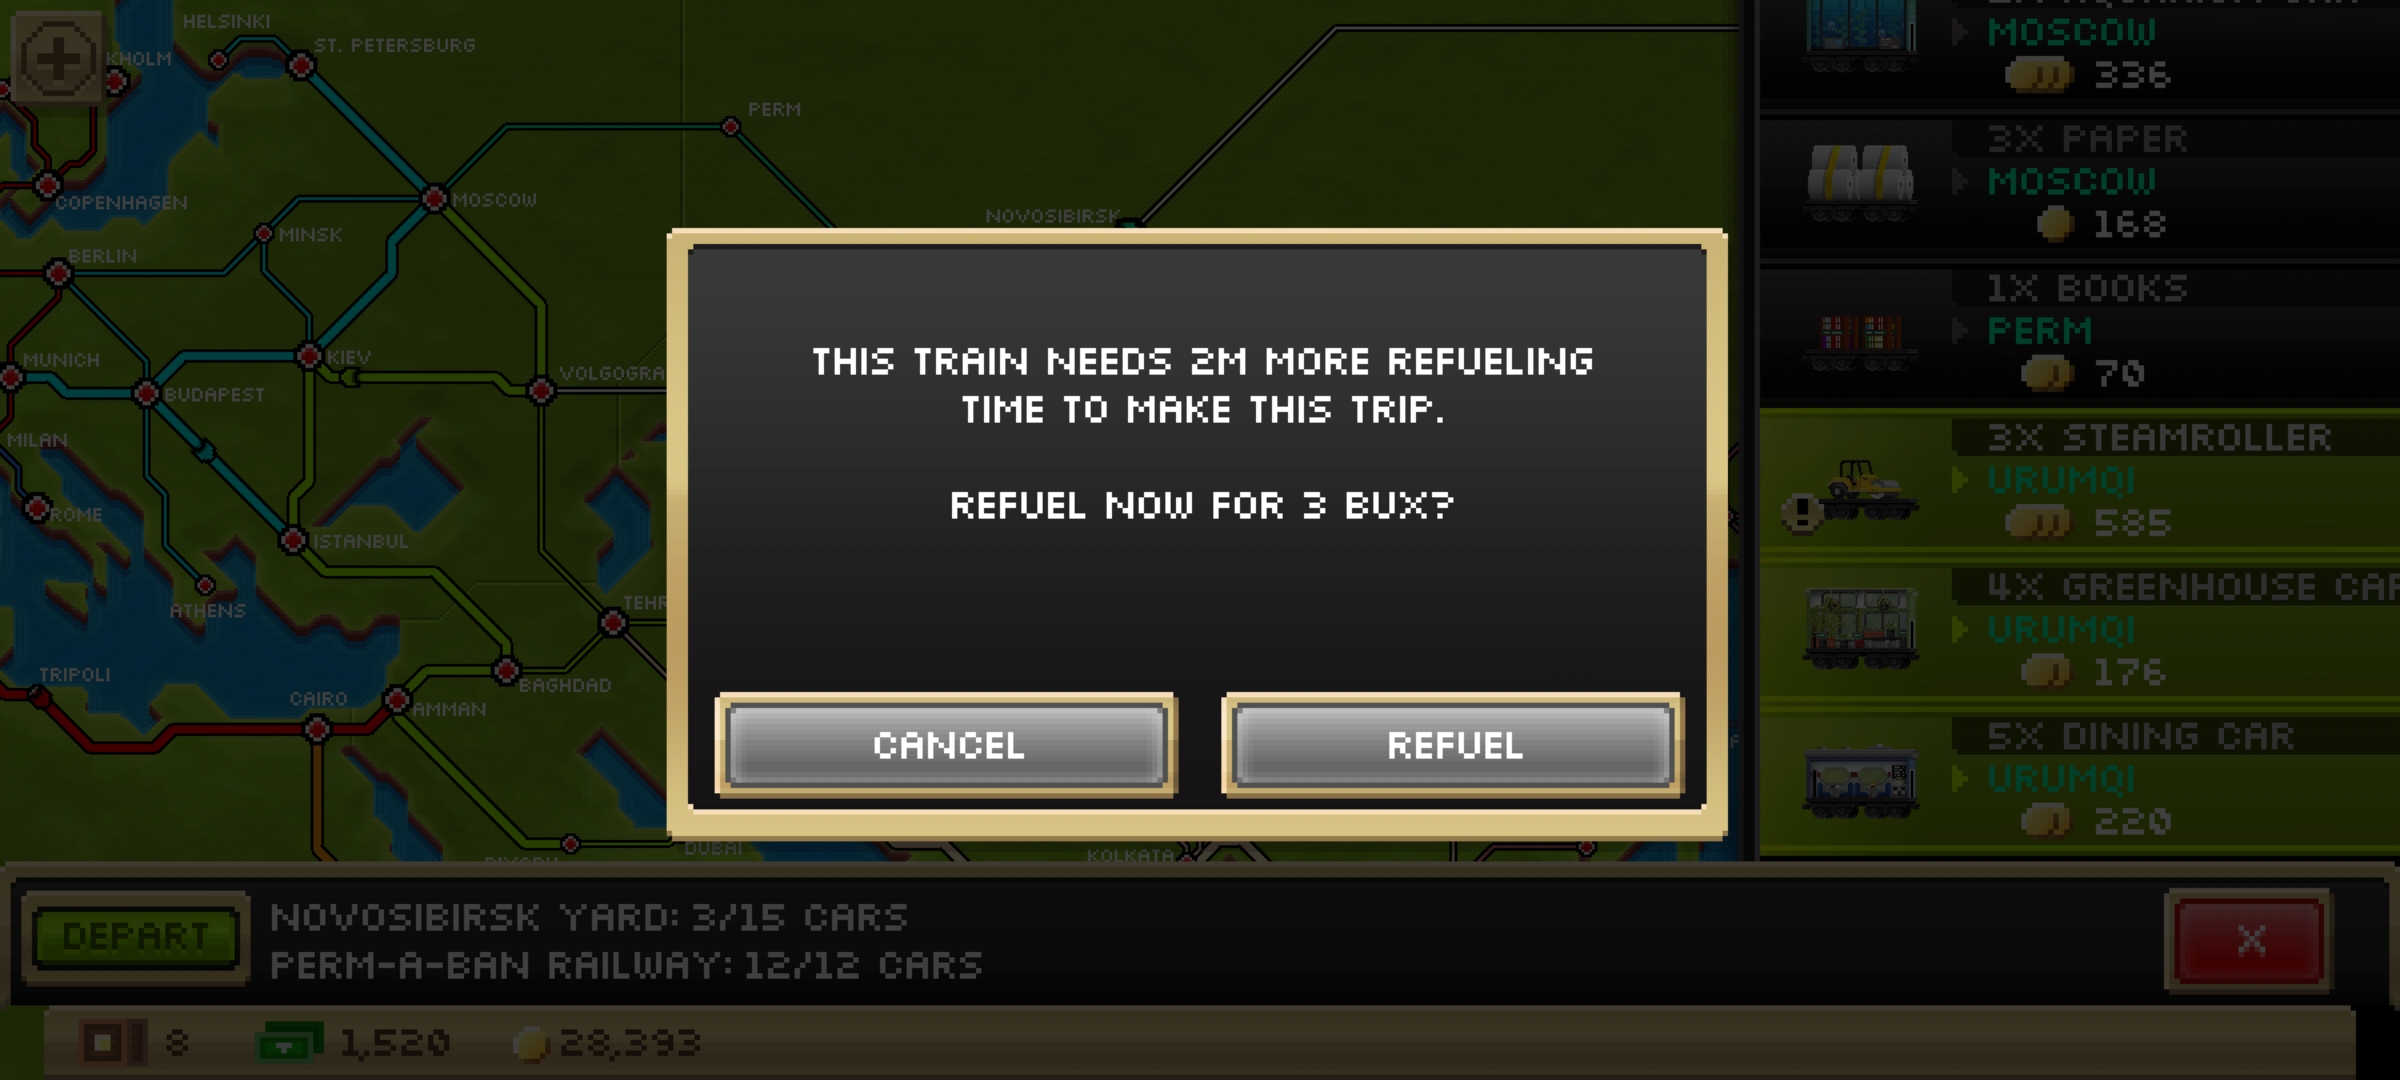 HELSINKI
ST. PETERSBURG
KHOLM
PERM
COPENHAGEN
MOSCOW
NOVOSIBIRSK
MINSK
BERLIN
MUNICH
KIEV
VOLGOGRA
BUDAPEST
MILAN
ROME
ISTANBUL
ATHENS
TEHR
TRIPOLI
CAIRO
BAGHDAD
AMMAN
DUBAI
KOLKATA
THIS TRAIN NEEDS 2M MORE REFUELING
TIME TO MAKE THIS TRIP.
REFUEL NOW FOR 3 BUX?
CANCEL
REFUEL
MOSCOW
336
3X PAPER
MOSCOW
168
1X BOOKS
PERM
70
3X STEAMROLLER
URUMQI
585
4X GREENHOUSE CAR
URUMQI
176
5X DINING CAR
URUMQI
220
DEPART
NOVOSIBIRSK YARD: 3/15 CARS
PERM-A-BAN RAILWAY: 12/12 CARS
X
8
1,520
28,393